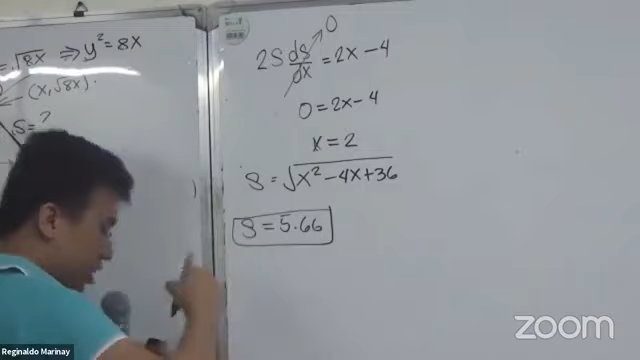 = √8X ⇒ y² = 8X
(X, √8X).
S = ?
2S dS/dX = 2X − 4
0
0 = 2X − 4
X = 2
S = √X² − 4X + 36
S = 5.66
Reginaldo Marinay
zoom